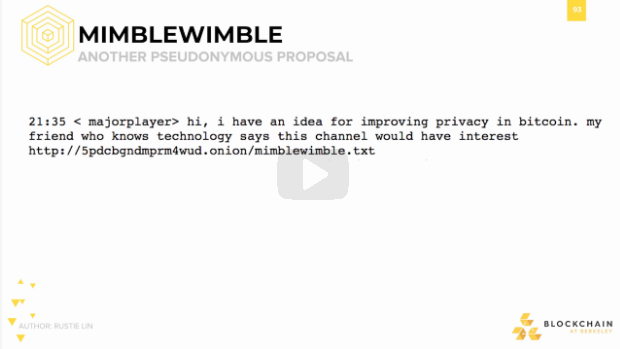 93
MIMBLEWIMBLE
ANOTHER PSEUDONYMOUS PROPOSAL
21:35 < majorplayer> hi, i have an idea for improving privacy in bitcoin. my
friend who knows technology says this channel would have interest
http://5pdcbgndmprm4wud.onion/mimblewimble.txt
AUTHOR: RUSTIE LIN
BLOCKCHAIN
AT BERKELEY